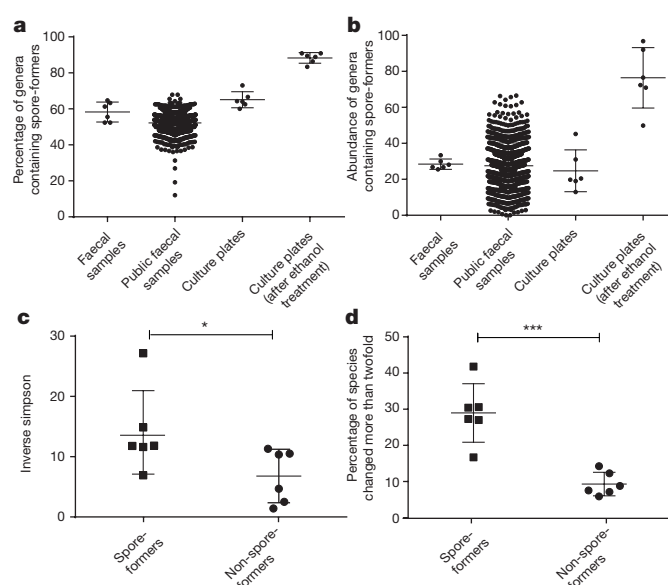 a
Percentage of genera
containing spore-formers
100
80
60
40
20
0
Faecal
samples
Public faecal
samples
Culture plates
Culture plates
(after ethanol
treatment)
b
Abundance of genera
containing spore-formers
100
80
60
40
20
0
Faecal
samples
Public faecal
samples
Culture plates
Culture plates
(after ethanol
treatment)
c
Inverse simpson
30
20
10
0
*
Spore-
formers
Non-spore-
formers
d
Percentage of species
changed more than twofold
50
40
30
20
10
0
***
Spore-
formers
Non-spore-
formers